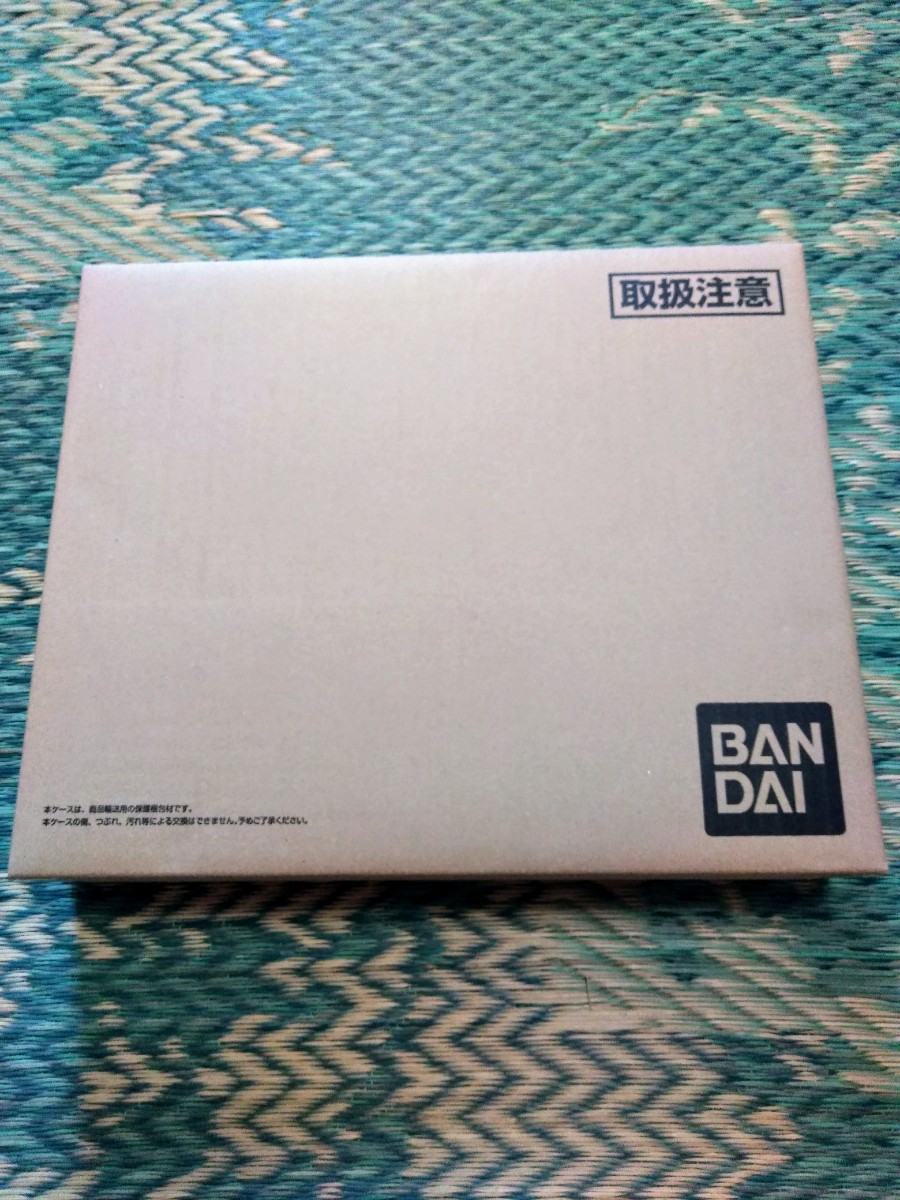 取扱注意
BAN
DAI
本ケースは、商品輸送用の保護梱包材です。
本ケースの傷、つぶれ、汚れ等による交換はできません。予めご了承ください。